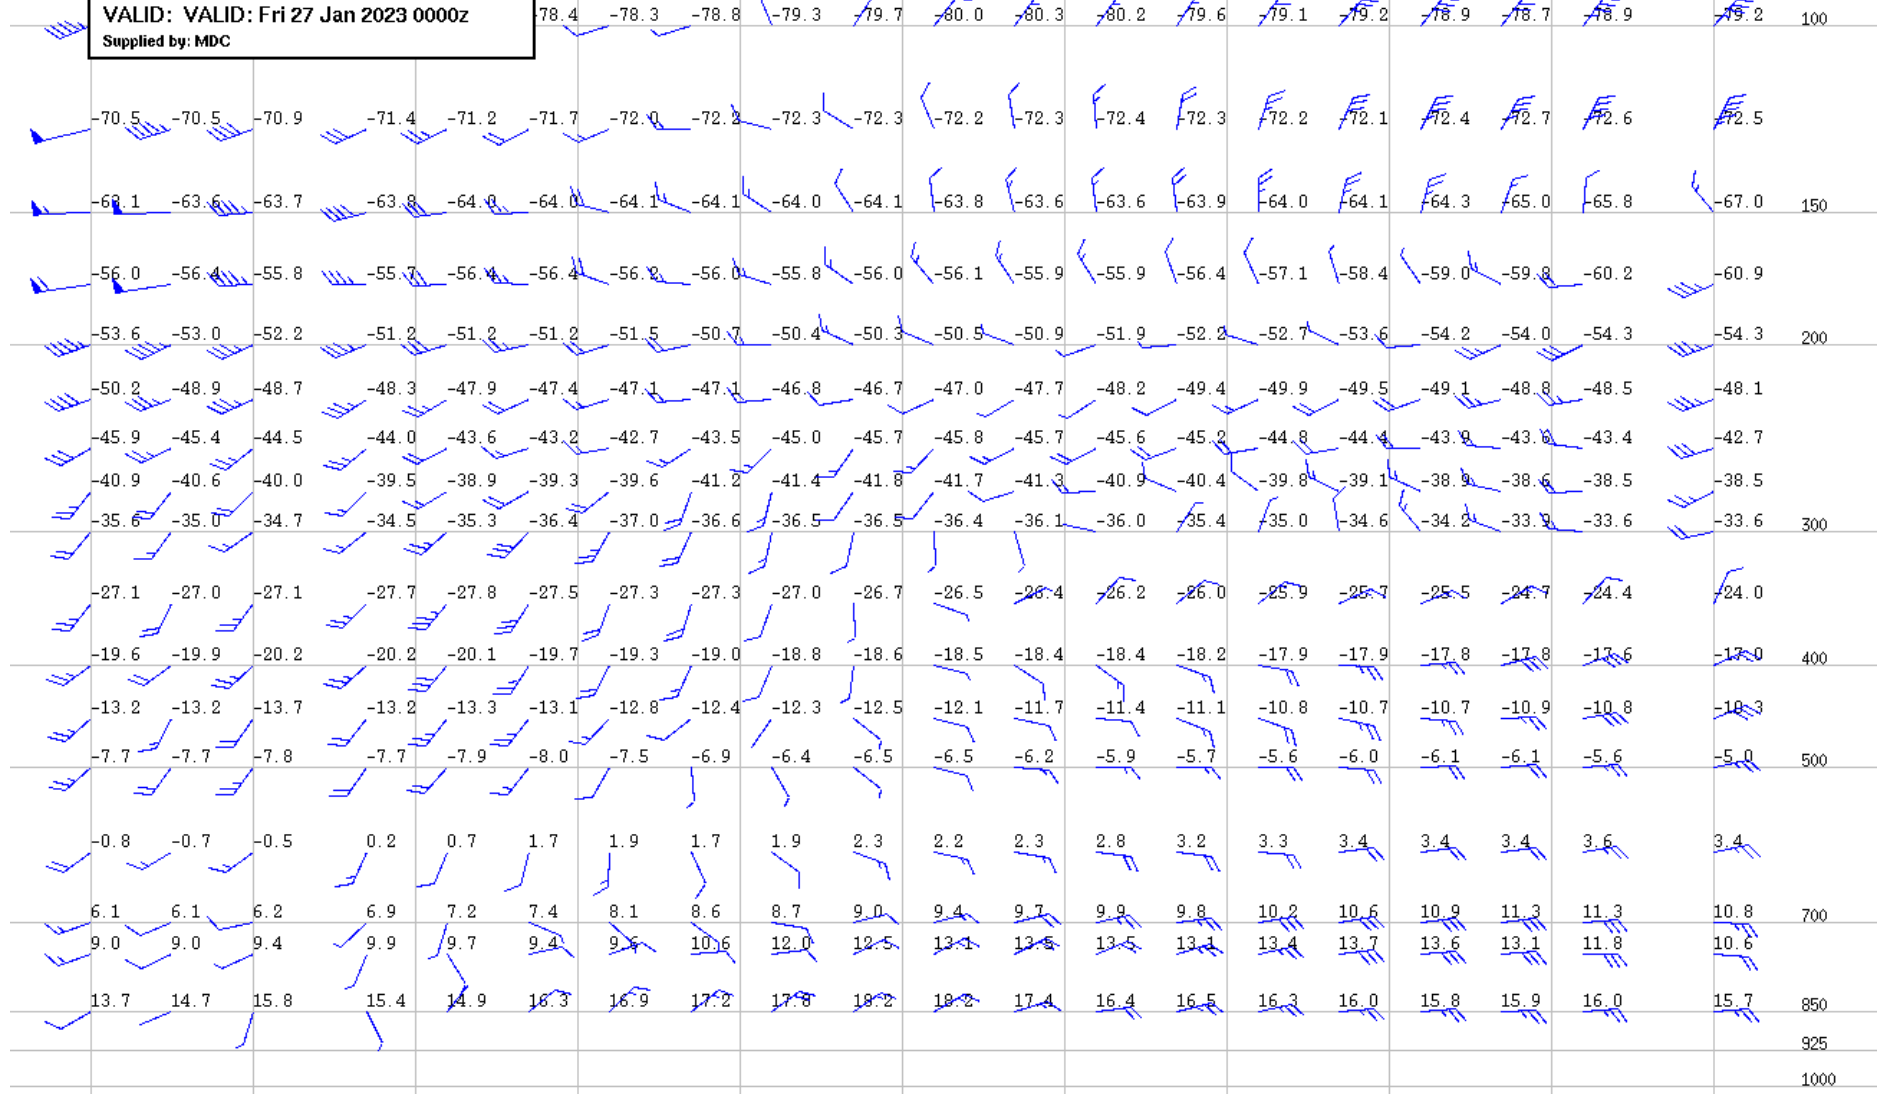 VALID: VALID: Fri 27 Jan 2023 0000z
Supplied by: MDC
-78.4 -78.3 -78.8 -79.3 -79.7 -80.0 -80.3 -80.2 -79.6 -79.1 -79.2 -78.9 -78.7 -78.9 -79.2 100
-70.5 -70.5 -70.9 -71.4 -71.2 -71.7 -72.0 -72.2 -72.3 -72.3 -72.2 -72.3 -72.4 -72.3 -72.2 -72.1 -72.4 -72.7 -72.6 -72.5
-63.1 -63.6 -63.7 -63.8 -64.0 -64.0 -64.1 -64.1 -64.0 -64.1 -63.8 -63.6 -63.6 -63.9 -64.0 -64.1 -64.3 -65.0 -65.8 -67.0 150
-56.0 -56.4 -55.8 -55.7 -56.4 -56.4 -56.2 -56.0 -55.8 -56.0 -56.1 -55.9 -55.9 -56.4 -57.1 -58.4 -59.0 -59.8 -60.2 -60.9
-53.6 -53.0 -52.2 -51.2 -51.2 -51.2 -51.5 -50.7 -50.4 -50.3 -50.5 -50.9 -51.9 -52.2 -52.7 -53.6 -54.2 -54.0 -54.3 -54.3 200
-50.2 -48.9 -48.7 -48.3 -47.9 -47.4 -47.1 -47.1 -46.8 -46.7 -47.0 -47.7 -48.2 -49.4 -49.9 -49.5 -49.1 -48.8 -48.5 -48.1
-45.9 -45.4 -44.5 -44.0 -43.6 -43.2 -42.7 -43.5 -45.0 -45.7 -45.8 -45.7 -45.6 -45.2 -44.8 -44.4 -43.9 -43.6 -43.4 -42.7
-40.9 -40.6 -40.0 -39.5 -38.9 -39.3 -39.6 -41.2 -41.4 -41.8 -41.7 -41.3 -40.9 -40.4 -39.8 -39.1 -38.9 -38.6 -38.5 -38.5
-35.6 -35.0 -34.7 -34.5 -35.3 -36.4 -37.0 -36.6 -36.5 -36.5 -36.4 -36.1 -36.0 -35.4 -35.0 -34.6 -34.2 -33.9 -33.6 -33.6 300
-27.1 -27.0 -27.1 -27.7 -27.8 -27.5 -27.3 -27.3 -27.0 -26.7 -26.5 -26.4 -26.2 -26.0 -25.9 -25.7 -25.5 -24.7 -24.4 -24.0
-19.6 -19.9 -20.2 -20.2 -20.1 -19.7 -19.3 -19.0 -18.8 -18.6 -18.5 -18.4 -18.4 -18.2 -17.9 -17.9 -17.8 -17.8 -17.6 -17.0 400
-13.2 -13.2 -13.7 -13.2 -13.3 -13.1 -12.8 -12.4 -12.3 -12.5 -12.1 -11.7 -11.4 -11.1 -10.8 -10.7 -10.7 -10.9 -10.8 -10.3
-7.7 -7.7 -7.8 -7.7 -7.9 -8.0 -7.5 -6.9 -6.4 -6.5 -6.5 -6.2 -5.9 -5.7 -5.6 -6.0 -6.1 -6.1 -5.6 -5.0 500
-0.8 -0.7 -0.5 0.2 0.7 1.7 1.9 1.7 1.9 2.3 2.2 2.3 2.8 3.2 3.3 3.4 3.4 3.4 3.6 3.4
6.1 6.1 6.2 6.9 7.2 7.4 8.1 8.6 8.7 9.0 9.4 9.7 9.9 9.8 10.2 10.6 10.9 11.3 11.3 10.8 700
9.0 9.0 9.4 9.9 9.7 9.4 9.6 10.6 12.0 12.5 13.1 13.5 13.5 13.1 13.4 13.7 13.6 13.1 11.8 10.6
13.7 14.7 15.8 15.4 14.9 16.3 16.9 17.2 17.8 18.2 18.2 17.4 16.4 16.5 16.3 16.0 15.8 15.9 16.0 15.7 850
925
1000